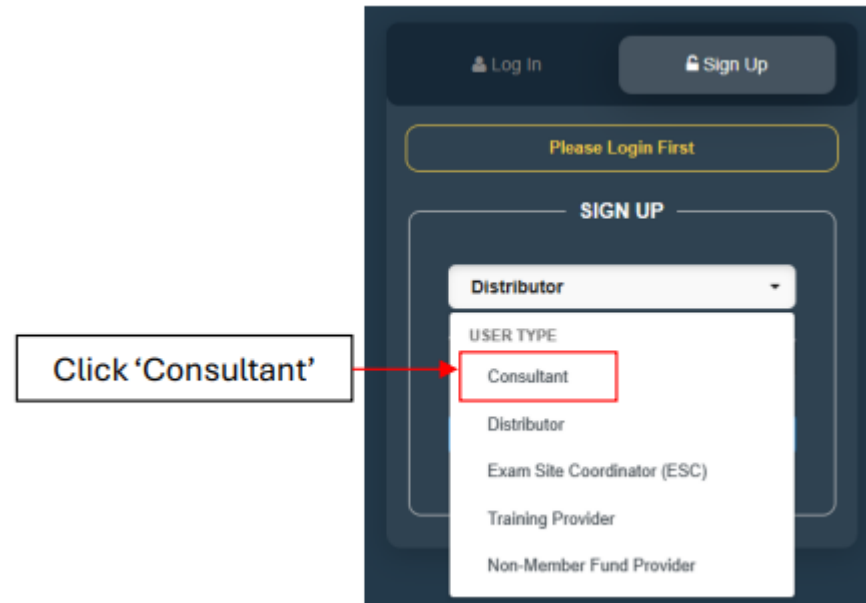 Log In
Sign Up
Please Login First
SIGN UP
Distributor
USER TYPE
Click ‘Consultant’
Consultant
Distributor
Exam Site Coordinator (ESC)
Training Provider
Non-Member Fund Provider